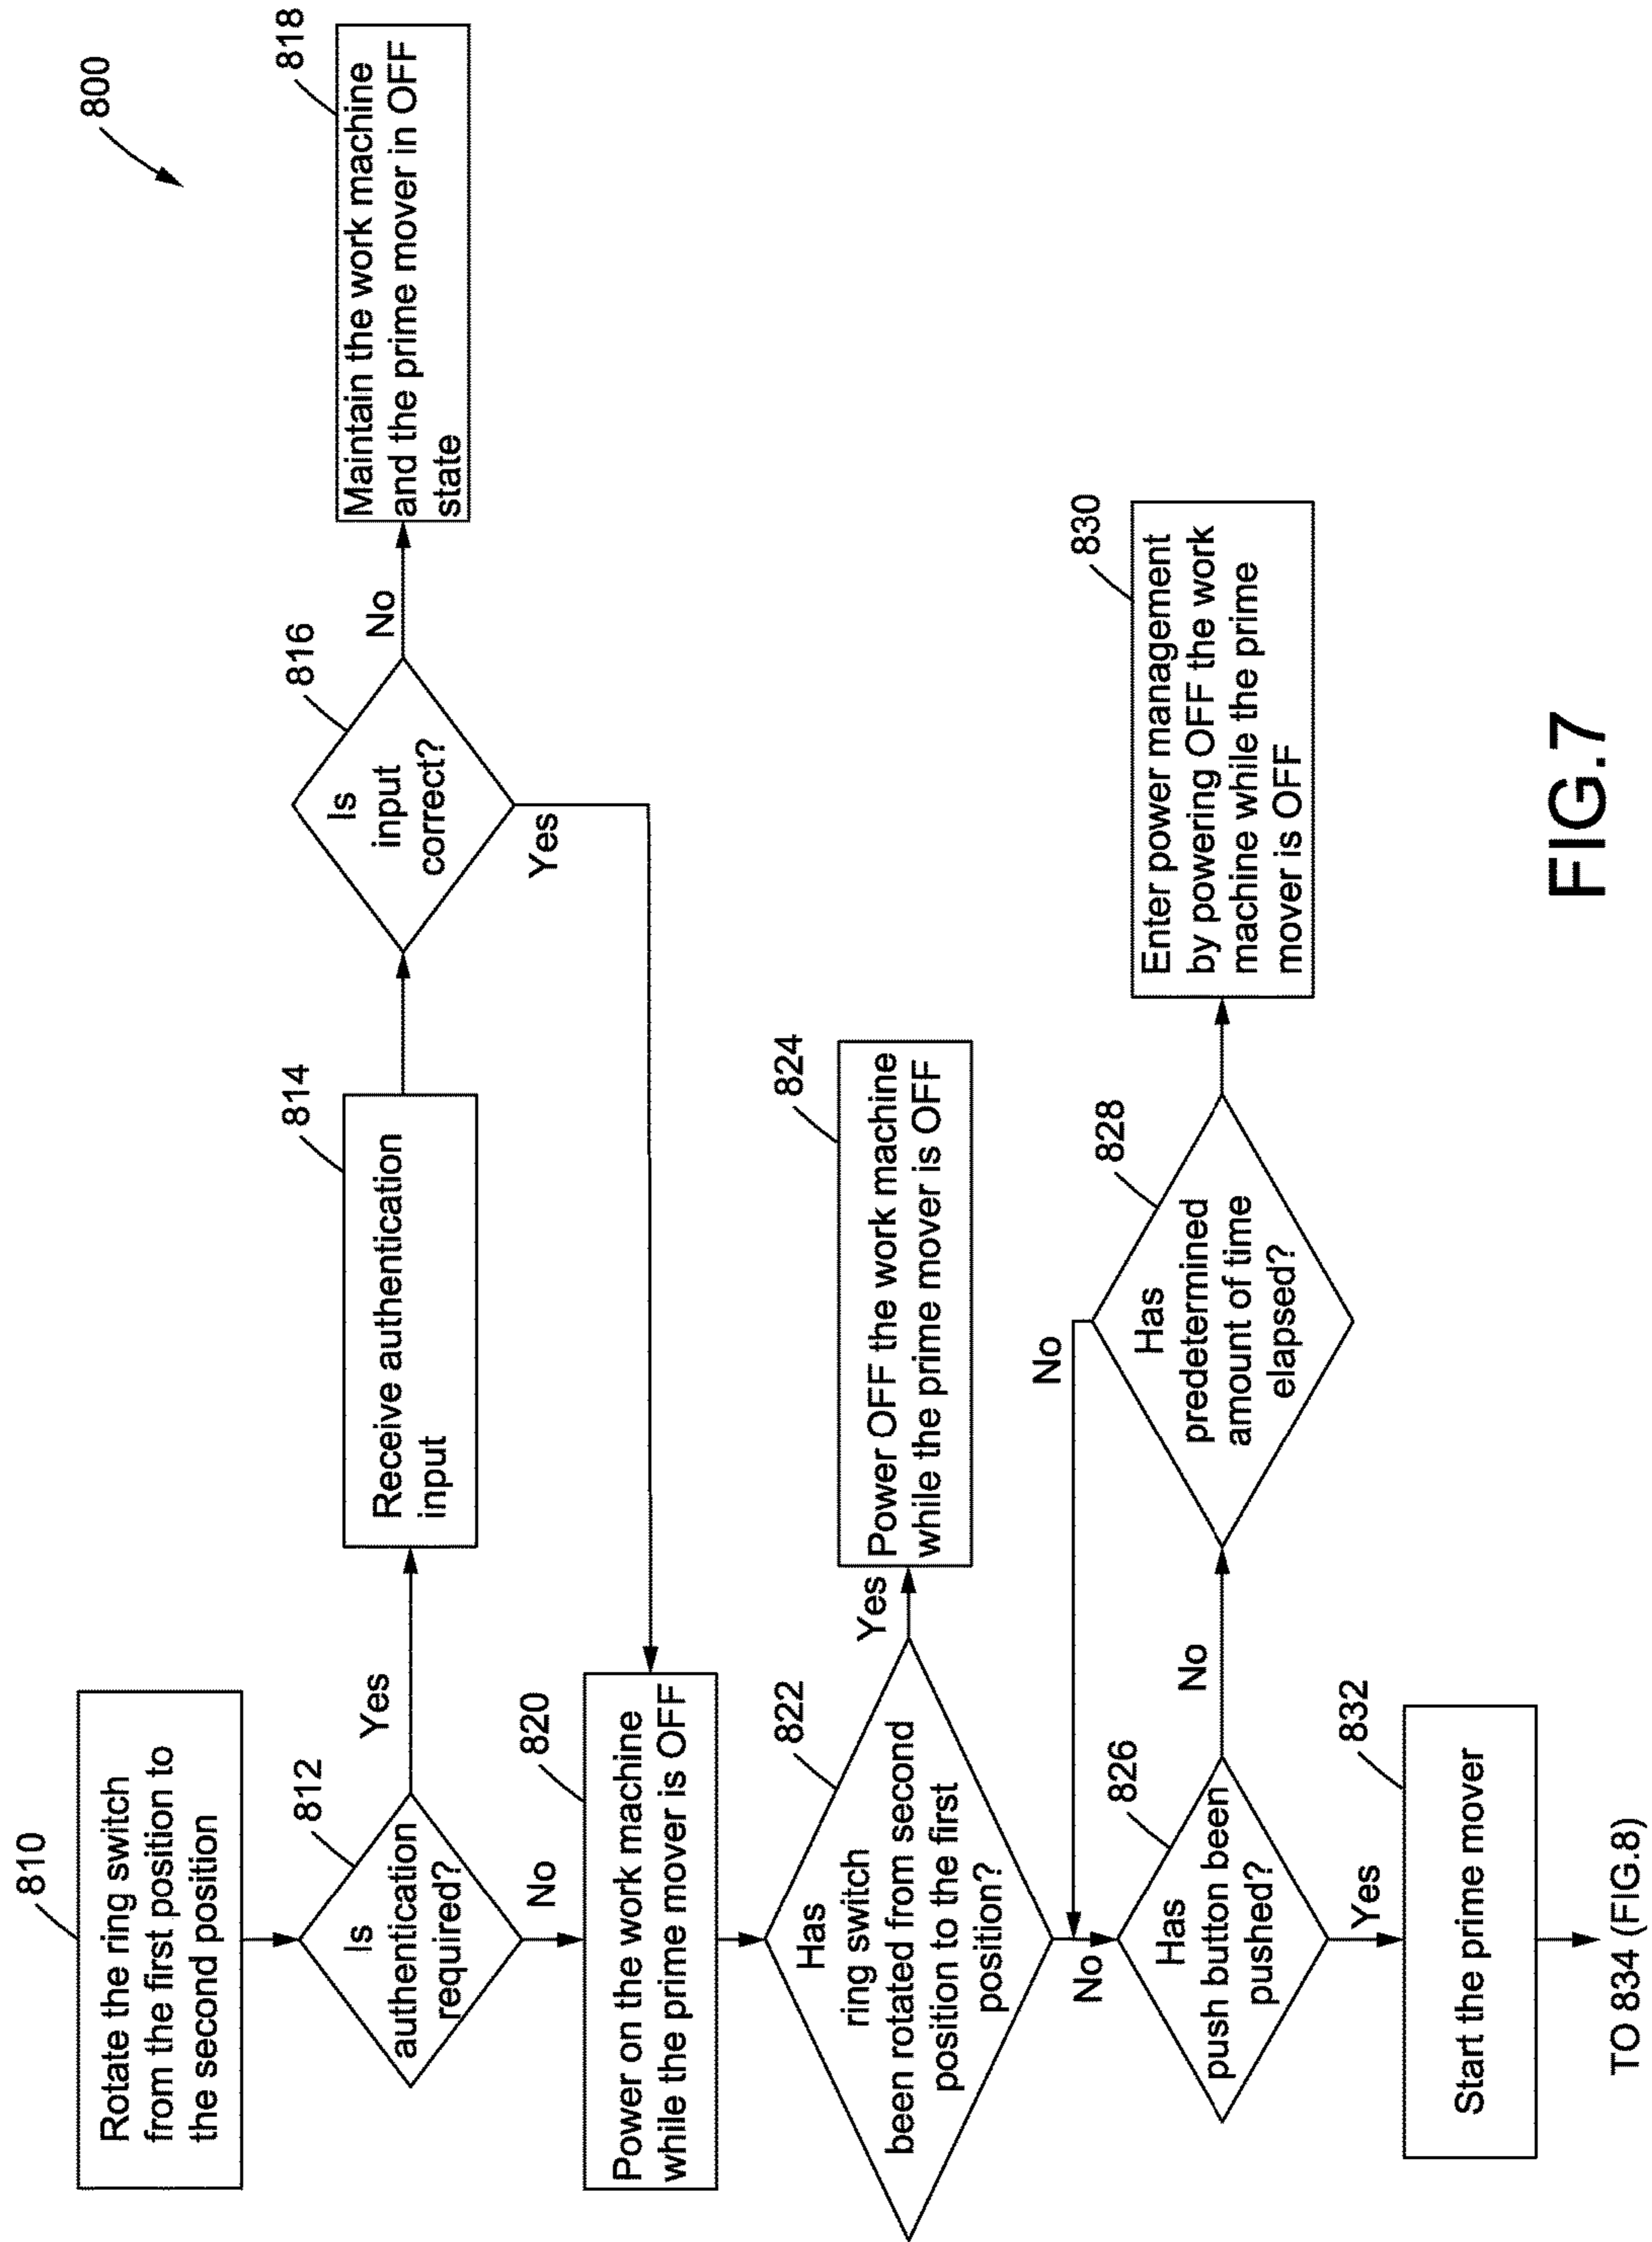 800
810
Rotate the ring switch
from the first position to
the second position
812
Is
authentication
required?
Yes
No
814
Receive authentication
input
816
Is
input
correct?
No
Yes
818
Maintain the work machine
and the prime mover in OFF
state
820
Power on the work machine
while the prime mover is OFF
822
Has
ring switch
been rotated from second
position to the first
position?
Yes
No
824
Power OFF the work machine
while the prime mover is OFF
826
Has
push button been
pushed?
No
Yes
828
Has
predetermined
amount of time
elapsed?
No
830
Enter power management
by powering OFF the work
machine while the prime
mover is OFF
832
Start the prime mover
TO 834 (FIG.8)
FIG.7